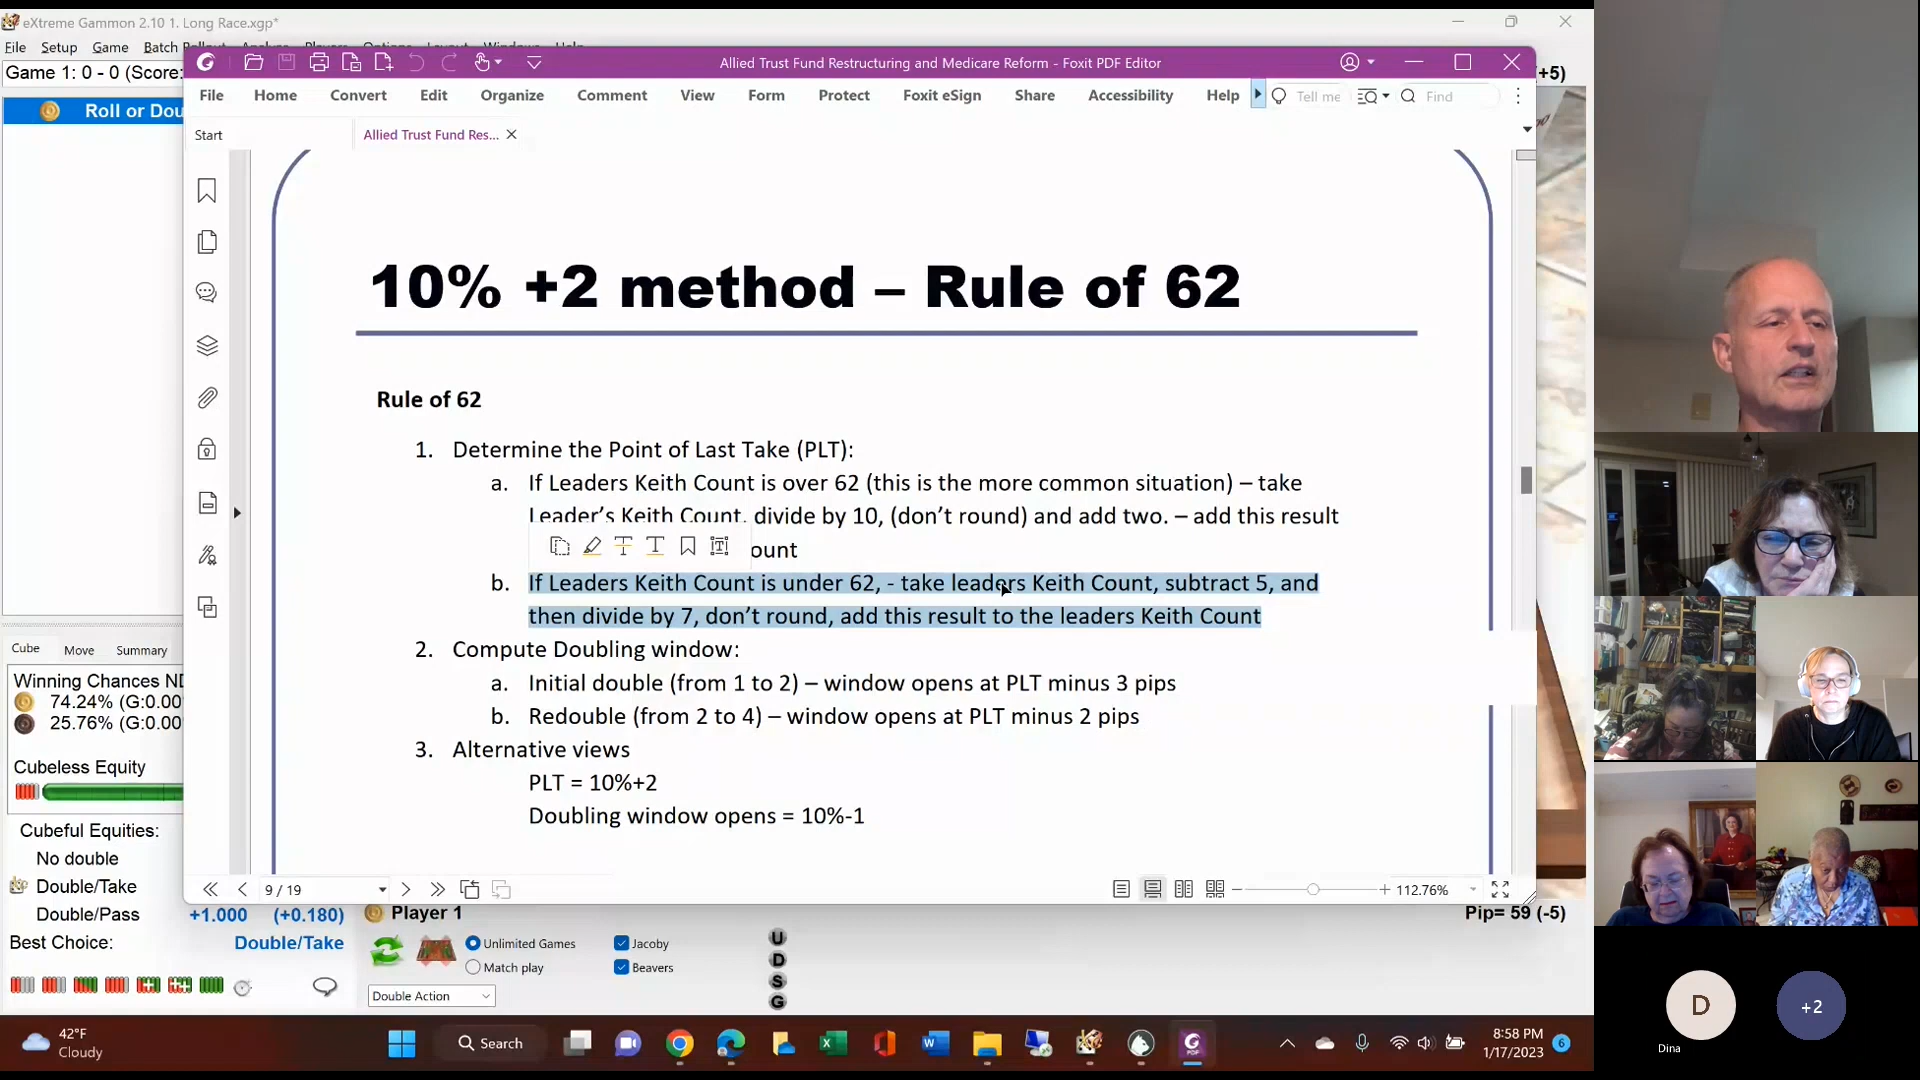 eXtreme Gammon 2.10 1. Long Race.xgp*
File Setup Game Batch
Game 1: 0 - 0 (Score:
+5)
Roll or Dou
Allied Trust Fund Restructuring and Medicare Reform - Foxit PDF Editor
File Home Convert Edit Organize Comment View Form Protect Foxit eSign Share Accessibility Help Tell me Find
Start Allied Trust Fund Res...
10% +2 method – Rule of 62
Rule of 62
1. Determine the Point of Last Take (PLT):
a. If Leaders Keith Count is over 62 (this is the more common situation) – take
Leader's Keith Count, divide by 10, (don't round) and add two. – add this result
ount
b. If Leaders Keith Count is under 62, - take leaders Keith Count, subtract 5, and
then divide by 7, don't round, add this result to the leaders Keith Count
2. Compute Doubling window:
a. Initial double (from 1 to 2) – window opens at PLT minus 3 pips
b. Redouble (from 2 to 4) – window opens at PLT minus 2 pips
3. Alternative views
PLT = 10%+2
Doubling window opens = 10%-1
9 / 19
112.76%
Cube Move Summary
Winning Chances ND
74.24% (G:0.00
25.76% (G:0.00
Cubeless Equity
Cubeful Equities:
No double
Double/Take
Double/Pass +1.000 (+0.180)
Best Choice: Double/Take
Player 1
Pip= 59 (-5)
Unlimited Games
Match play
Jacoby
Beavers
Double Action
U
D
S
G
D
Dina
+2
42°F
Cloudy
Search
8:58 PM
1/17/2023
6